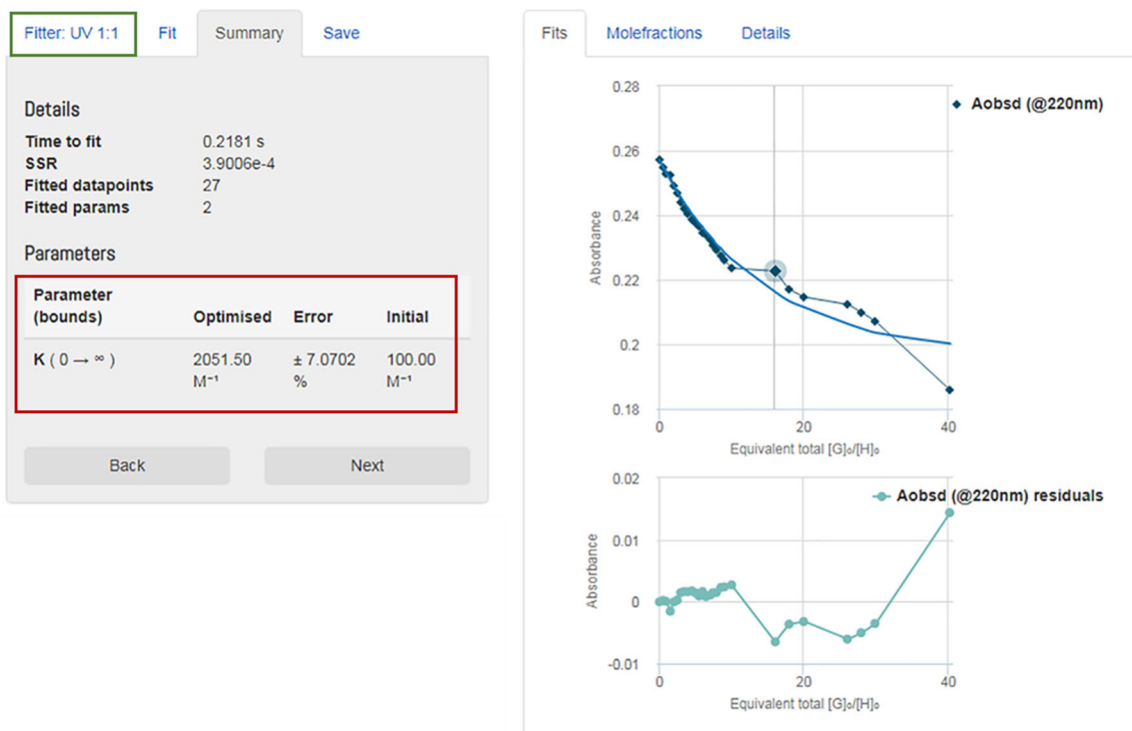 Fitter: UV 1:1 Fit Summary Save
Details
Time to fit 0.2181 s
SSR 3.9006e-4
Fitted datapoints 27
Fitted params 2
Parameters
Parameter
(bounds) Optimised Error Initial
K ( 0 → ∞ ) 2051.50 ± 7.0702 100.00
M⁻¹ % M⁻¹
Back Next
Fits Molefractions Details
Aobsd (@220nm)
0.28
0.26
0.24
0.22
0.2
0.18
Absorbance
0 20 40
Equivalent total [G]₀/[H]₀
Aobsd (@220nm) residuals
0.02
0.01
0
-0.01
Absorbance
0 20 40
Equivalent total [G]₀/[H]₀